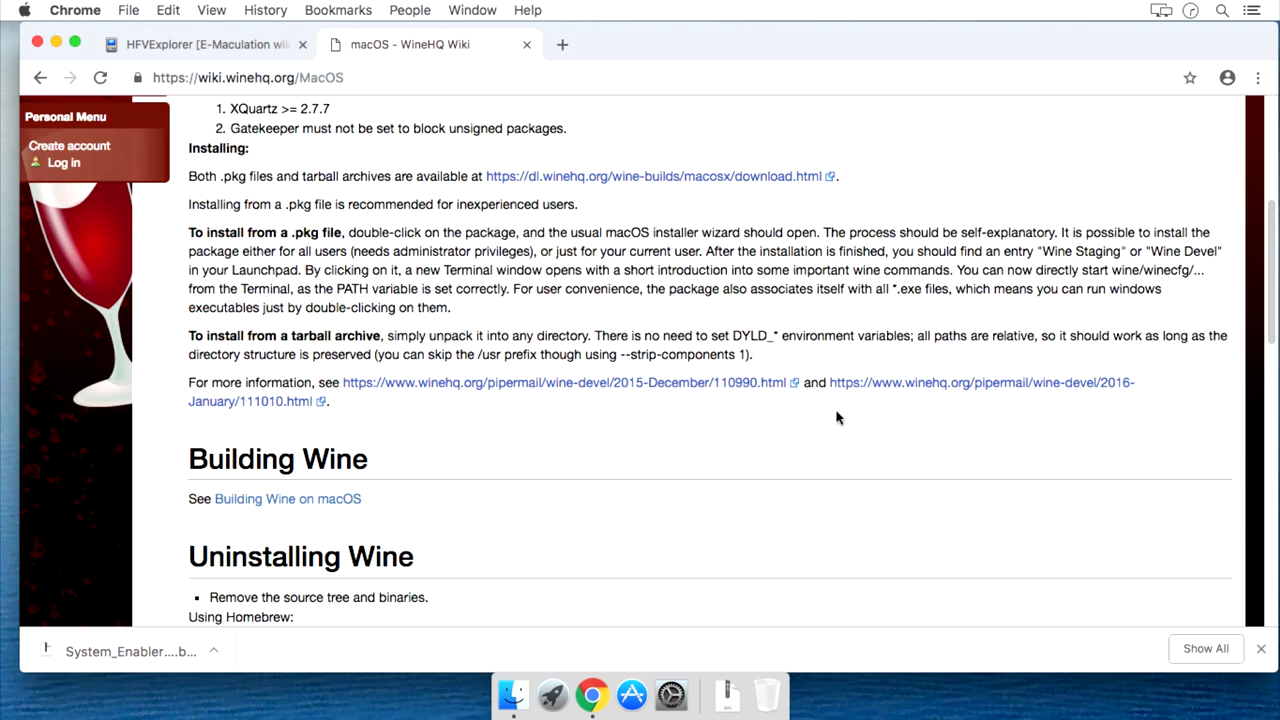 Chrome File Edit View History Bookmarks People Window Help
HFVExplorer [E-Maculation wik
macOS - WineHQ Wiki
https://wiki.winehq.org/MacOS
Personal Menu
Create account
Log in
1. XQuartz >= 2.7.7
2. Gatekeeper must not be set to block unsigned packages.
Installing:
Both .pkg files and tarball archives are available at https://dl.winehq.org/wine-builds/macosx/download.html.
Installing from a .pkg file is recommended for inexperienced users.
To install from a .pkg file, double-click on the package, and the usual macOS installer wizard should open. The process should be self-explanatory. It is possible to install the
package either for all users (needs administrator privileges), or just for your current user. After the installation is finished, you should find an entry "Wine Staging" or "Wine Devel"
in your Launchpad. By clicking on it, a new Terminal window opens with a short introduction into some important wine commands. You can now directly start wine/winecfg/...
from the Terminal, as the PATH variable is set correctly. For user convenience, the package also associates itself with all *.exe files, which means you can run windows
executables just by double-clicking on them.
To install from a tarball archive, simply unpack it into any directory. There is no need to set DYLD_* environment variables; all paths are relative, so it should work as long as the
directory structure is preserved (you can skip the /usr prefix though using --strip-components 1).
For more information, see https://www.winehq.org/pipermail/wine-devel/2015-December/110990.html and https://www.winehq.org/pipermail/wine-devel/2016-
January/111010.html.
Building Wine
See Building Wine on macOS
Uninstalling Wine
▪ Remove the source tree and binaries.
Using Homebrew:
System_Enabler....b...
Show All